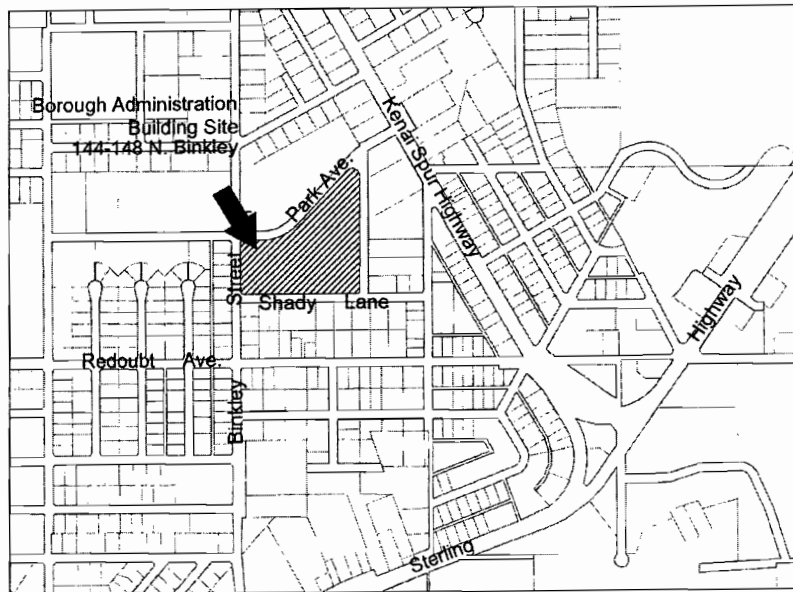 Borough Administration
Building Site
144-148 N. Binkley
Kenai Spur Highway
Park Ave.
Street
Shady Lane
Highway
Redoubt Ave.
Binkley
Sterling